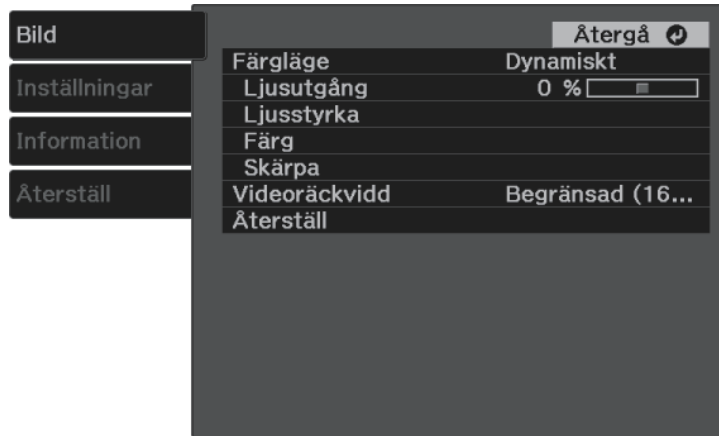 Bild
Inställningar
Information
Återställ
Återgå
Färgläge Dynamiskt
Ljusutgång 0 %
Ljusstyrka
Färg
Skärpa
Videoräckvidd Begränsad (16...
Återställ